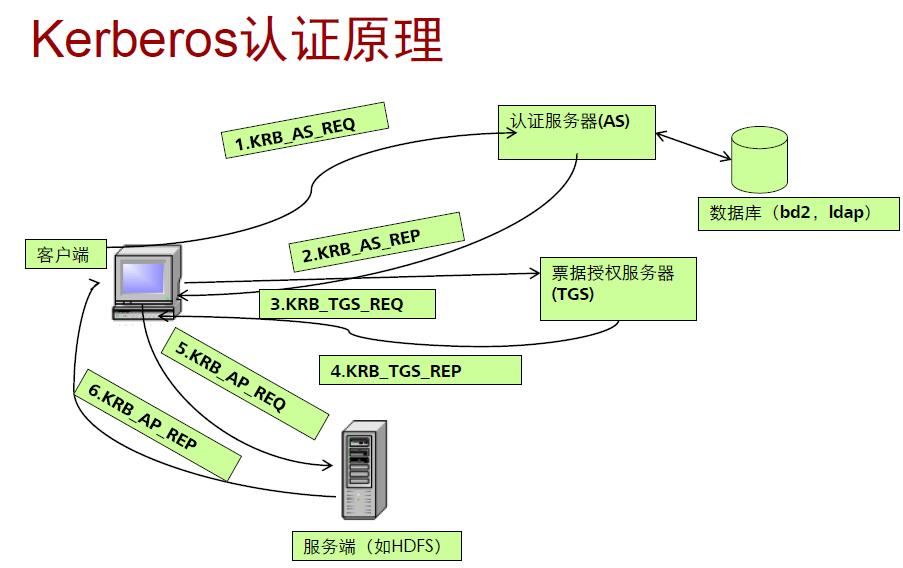 Kerberos认证原理
1.KRB_AS_REQ
认证服务器(AS)
数据库（bd2，ldap）
2.KRB_AS_REP
客户端
票据授权服务器
(TGS)
3.KRB_TGS_REQ
4.KRB_TGS_REP
5.KRB_AP_REQ
6.KRB_AP_REP
服务端（如HDFS）